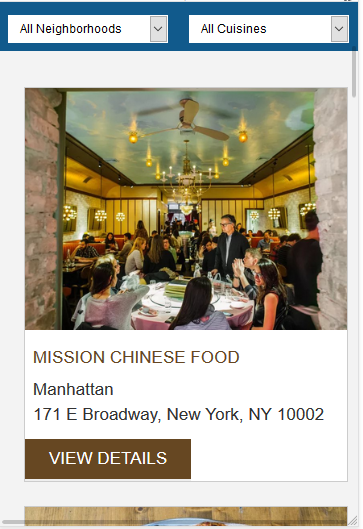 All Neighborhoods
All Cuisines
MISSION CHINESE FOOD
Manhattan
171 E Broadway, New York, NY 10002
VIEW DETAILS